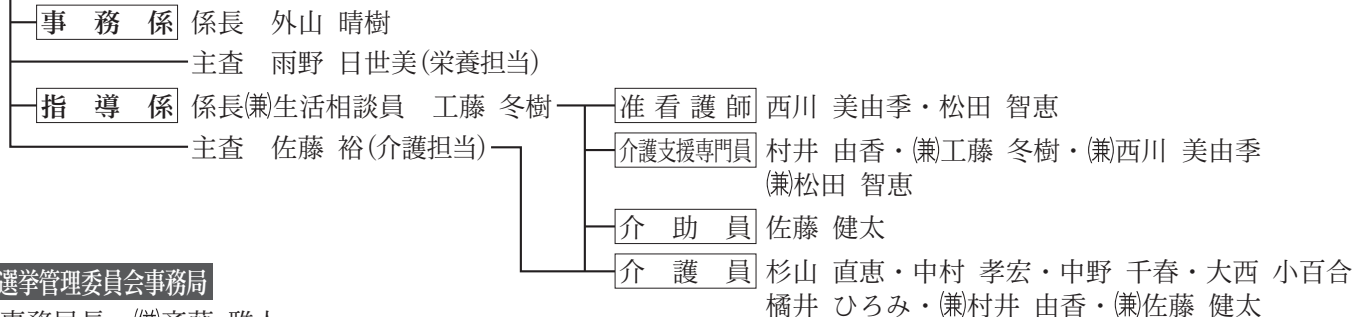 事務係 係長 外山 晴樹
主査 雨野 日世美(栄養担当)
指導係 係長㈱生活相談員 工藤 冬樹
主査 佐藤 裕(介護担当)
准看護師 西川 美由季・松田 智恵
介護支援専門員 村井 由香・(兼)工藤 冬樹・(兼)西川 美由季
(兼)松田 智恵
介助員 佐藤 健太
介護員 杉山 直恵・中村 孝宏・中野 千春・大西 小百合
橘井 ひろみ・(兼)村井 由香・(兼)佐藤 健太
選挙管理委員会事務局